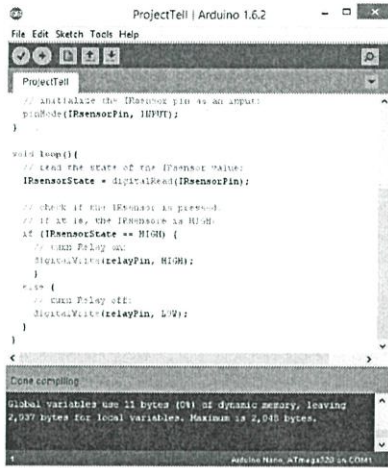 ProjectTell | Arduino 1.6.2
File Edit Sketch Tools Help
ProjectTell
// initialize the IRsensor pin as an input:
pinMode(IRsensorPin, INPUT);
}
void loop(){
// read the state of the IRsensor value:
IRsensorState = digitalRead(IRsensorPin);
// check if the IRsensor is pressed.
// if it is, the IRsensore is HIGH:
if (IRsensorState == HIGH) {
// turn Relay on:
digitalWrite(relayPin, HIGH);
}
else {
// turn Relay off:
digitalWrite(relayPin, LOW);
}
}
Done compiling.
Global variables use 11 bytes (0%) of dynamic memory, leaving
2,037 bytes for local variables. Maximum is 2,048 bytes.
1 Arduino Nano, ATmega328 on COM1